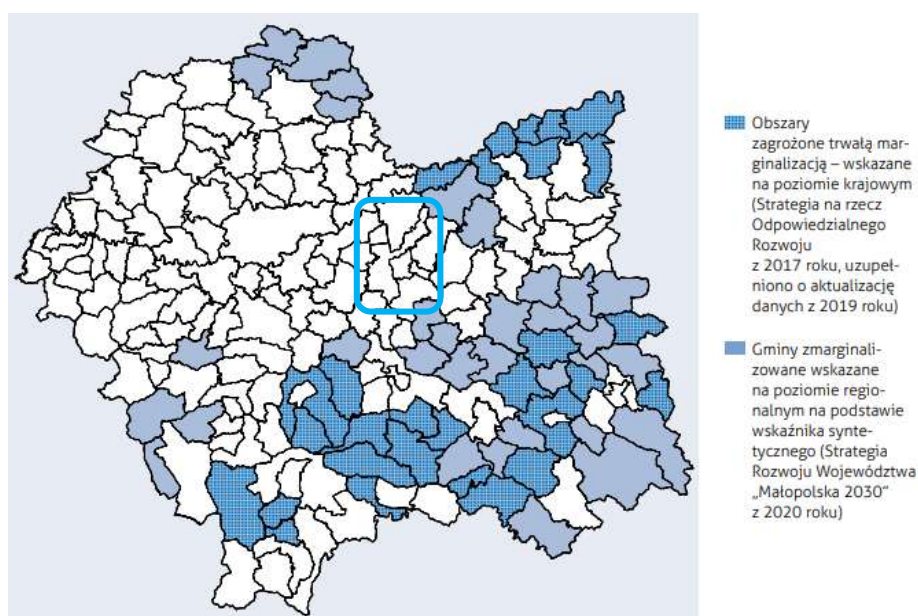 Obszary
zagrożone trwałą mar-
ginalizacją – wskazane
na poziomie krajowym
(Strategia na rzecz
Odpowiedzialnego
Rozwoju
z 2017 roku, uzupeł-
niono o aktualizację
danych z 2019 roku)
Gminy zmarginali-
zowane wskazane
na poziomie regio-
nalnym na podstawie
wskaźnika synte-
tycznego (Strategia
Rozwoju Województwa
„Małopolska 2030”
z 2020 roku)